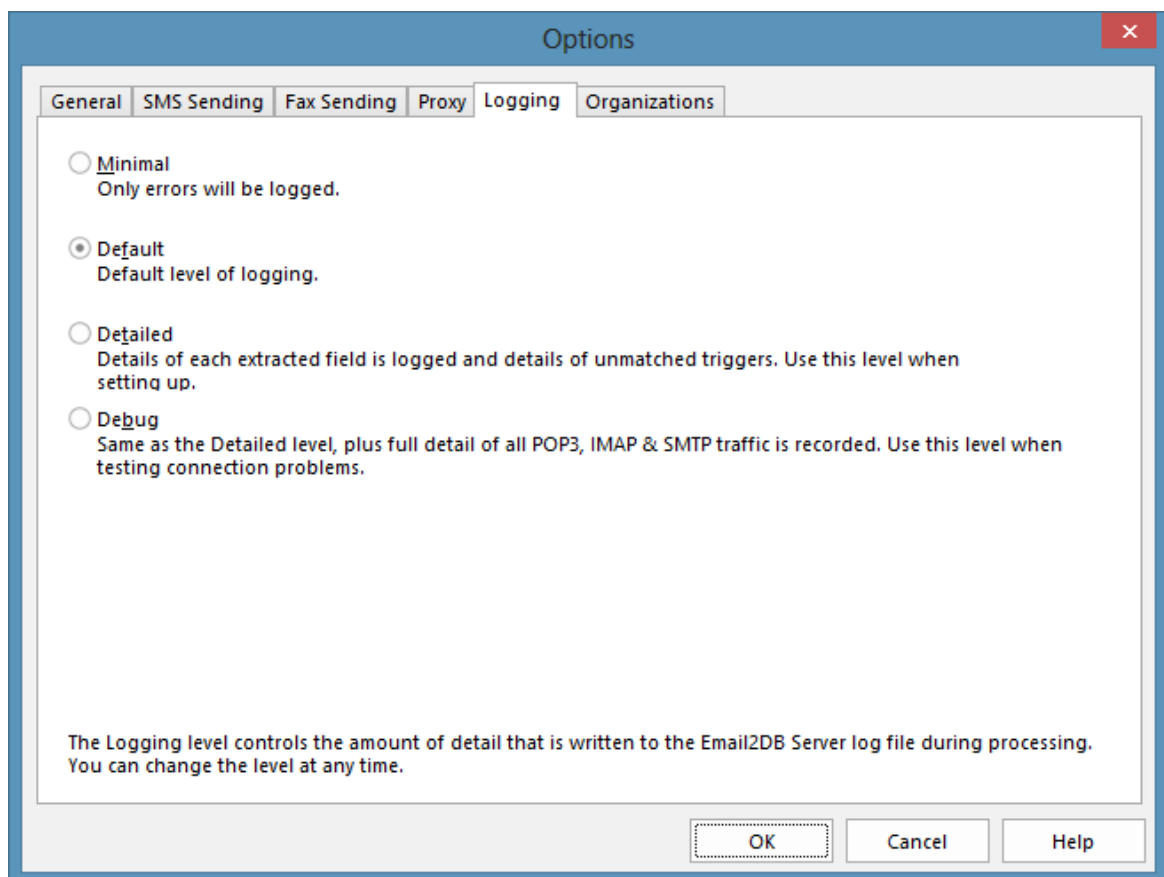 Options
General SMS Sending Fax Sending Proxy Logging Organizations
Minimal
Only errors will be logged.
Default
Default level of logging.
Detailed
Details of each extracted field is logged and details of unmatched triggers. Use this level when
setting up.
Debug
Same as the Detailed level, plus full detail of all POP3, IMAP & SMTP traffic is recorded. Use this level when
testing connection problems.
The Logging level controls the amount of detail that is written to the Email2DB Server log file during processing.
You can change the level at any time.
OK Cancel Help